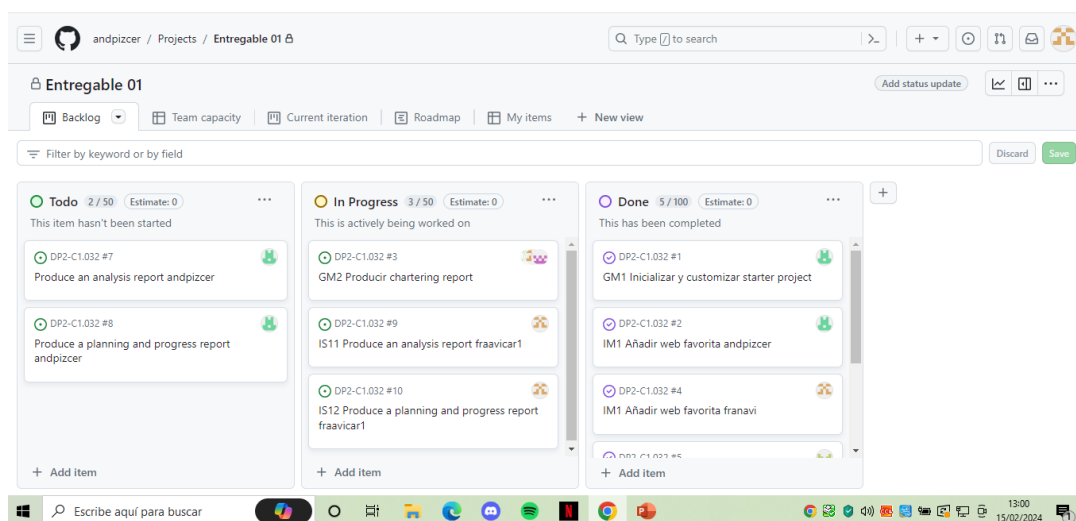 andpizcer / Projects / Entregable 01
Type / to search
Entregable 01
Add status update
Backlog
Team capacity
Current iteration
Roadmap
My items
+ New view
Filter by keyword or by field
Discard
Save
Todo 2 / 50 Estimate: 0
This item hasn't been started
DP2-C1.032 #7
Produce an analysis report andpizcer
DP2-C1.032 #8
Produce a planning and progress report
andpizcer
+ Add item
In Progress 3 / 50 Estimate: 0
This is actively being worked on
DP2-C1.032 #3
GM2 Producir chartering report
DP2-C1.032 #9
IS11 Produce an analysis report fraavicar1
DP2-C1.032 #10
IS12 Produce a planning and progress report
fraavicar1
+ Add item
Done 5 / 100 Estimate: 0
This has been completed
DP2-C1.032 #1
GM1 Inicializar y customizar starter project
DP2-C1.032 #2
IM1 Añadir web favorita andpizcer
DP2-C1.032 #4
IM1 Añadir web favorita franavi
DP2-C1.032 #5
+ Add item
Escribe aquí para buscar
13:00
15/02/2024